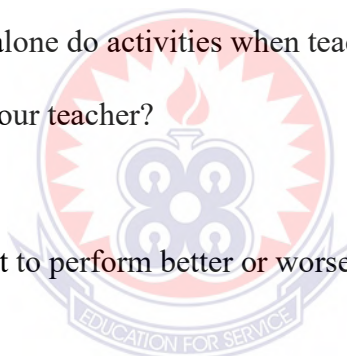 alone do activities when teac
our teacher?
t to perform better or worse
EDUCATION FOR SERVICE